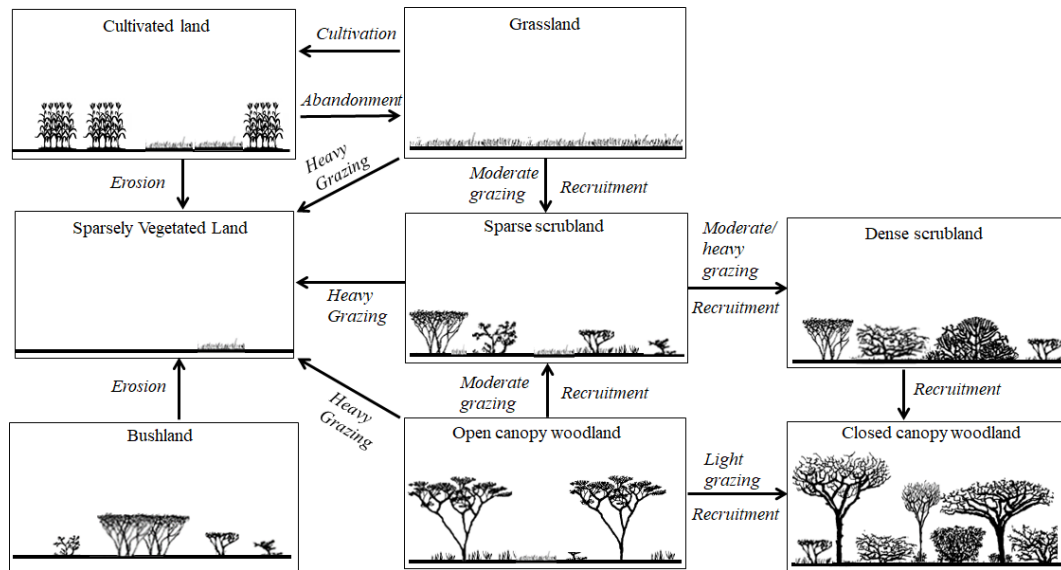 Cultivated land
Cultivation
Grassland
Abandonment
Heavy
Grazing
Erosion
Moderate
grazing
Recruitment
Sparsely Vegetated Land
Sparse scrubland
Moderate/
heavy
grazing
Recruitment
Dense scrubland
Heavy
Grazing
Erosion
Heavy
Grazing
Moderate
grazing
Recruitment
Recruitment
Bushland
Open canopy woodland
Light
grazing
Recruitment
Closed canopy woodland